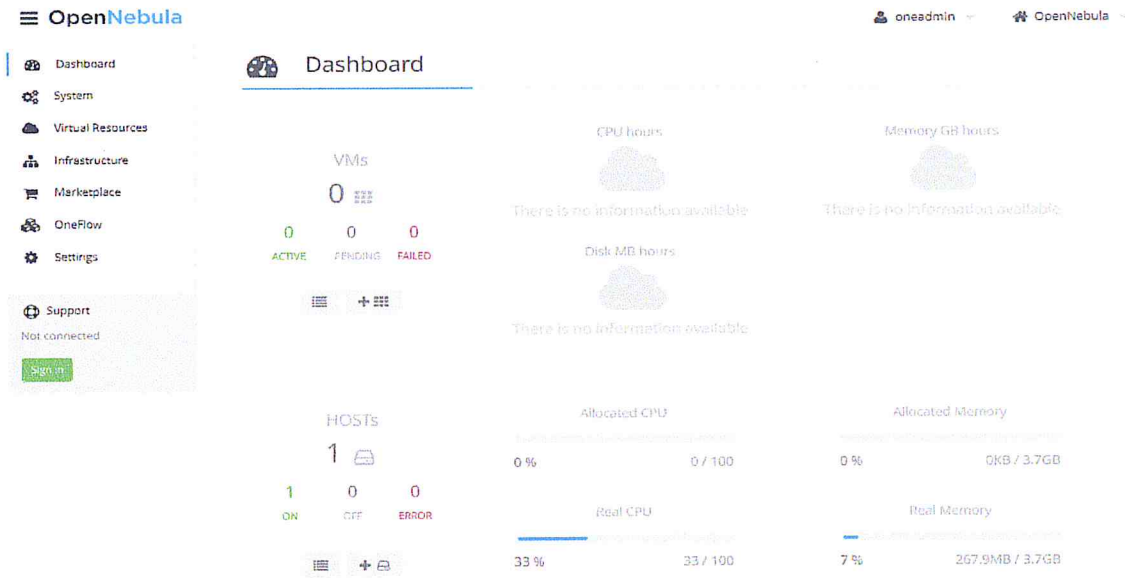 OpenNebula
oneadmin
OpenNebula
Dashboard
System
Virtual Resources
Infrastructure
Marketplace
OneFlow
Settings
Support
Not connected
Sign in
Dashboard
VMs
0
0 0 0
ACTIVE PENDING FAILED
CPU hours
There is no information available
Memory GB hours
There is no information available
Disk MB hours
There is no information available
HOSTs
1
1 0 0
ON OFF ERROR
Allocated CPU
0 % 0 / 100
Allocated Memory
0 % 0KB / 3.7GB
Real CPU
33 % 33 / 100
Real Memory
7 % 267.9MB / 3.7GB